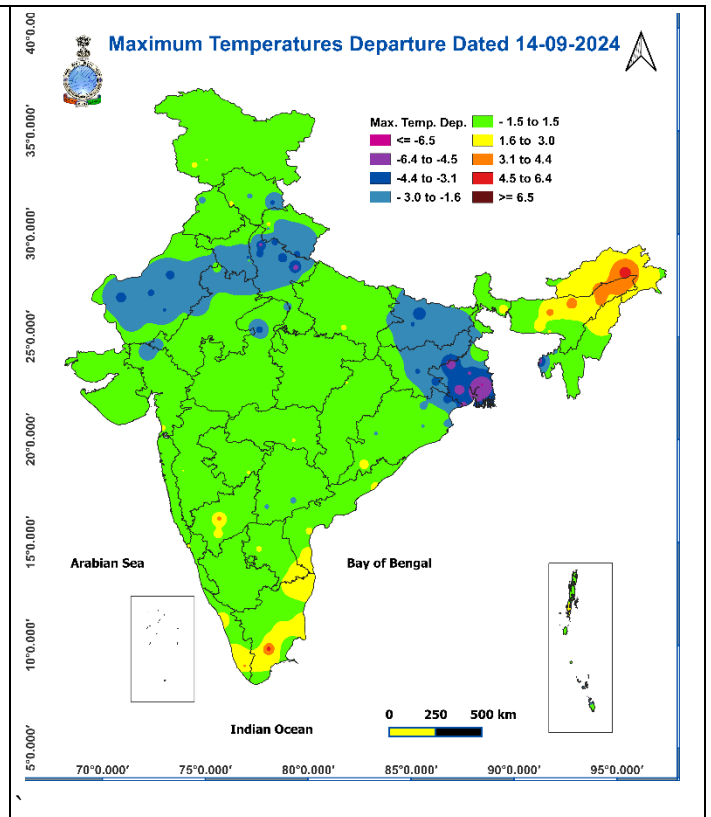 Maximum Temperatures Departure Dated 14-09-2024
Max. Temp. Dep.
<= -6.5
-6.4 to -4.5
-4.4 to -3.1
- 3.0 to -1.6
- 1.5 to 1.5
1.6 to 3.0
3.1 to 4.4
4.5 to 6.4
>= 6.5
40°0.000'
35°0.000'
30°0.000'
25°0.000'
20°0.000'
15°0.000'
10°0.000'
5°0.000'
Arabian Sea
Bay of Bengal
Indian Ocean
0 250 500 km
70°0.000' 75°0.000' 80°0.000' 85°0.000' 90°0.000' 95°0.000'
`